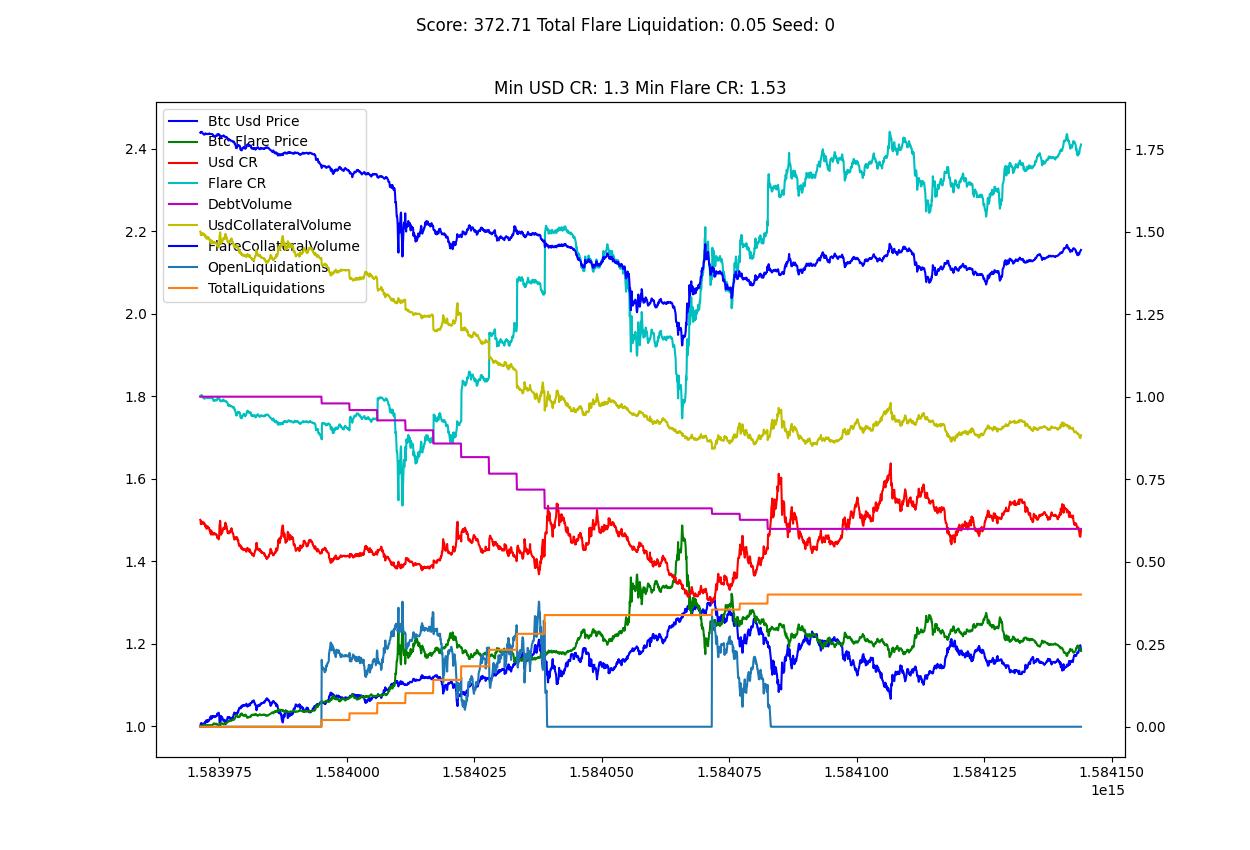 Score: 372.71 Total Flare Liquidation: 0.05 Seed: 0
Min USD CR: 1.3 Min Flare CR: 1.53
Btc Usd Price
Btc Flare Price
Usd CR
Flare CR
DebtVolume
UsdCollateralVolume
FlareCollateralVolume
OpenLiquidations
TotalLiquidations
2.4
2.2
2.0
1.8
1.6
1.4
1.2
1.0
1.75
1.50
1.25
1.00
0.75
0.50
0.25
0.00
1.583975 1.584000 1.584025 1.584050 1.584075 1.584100 1.584125 1.584150
1e15